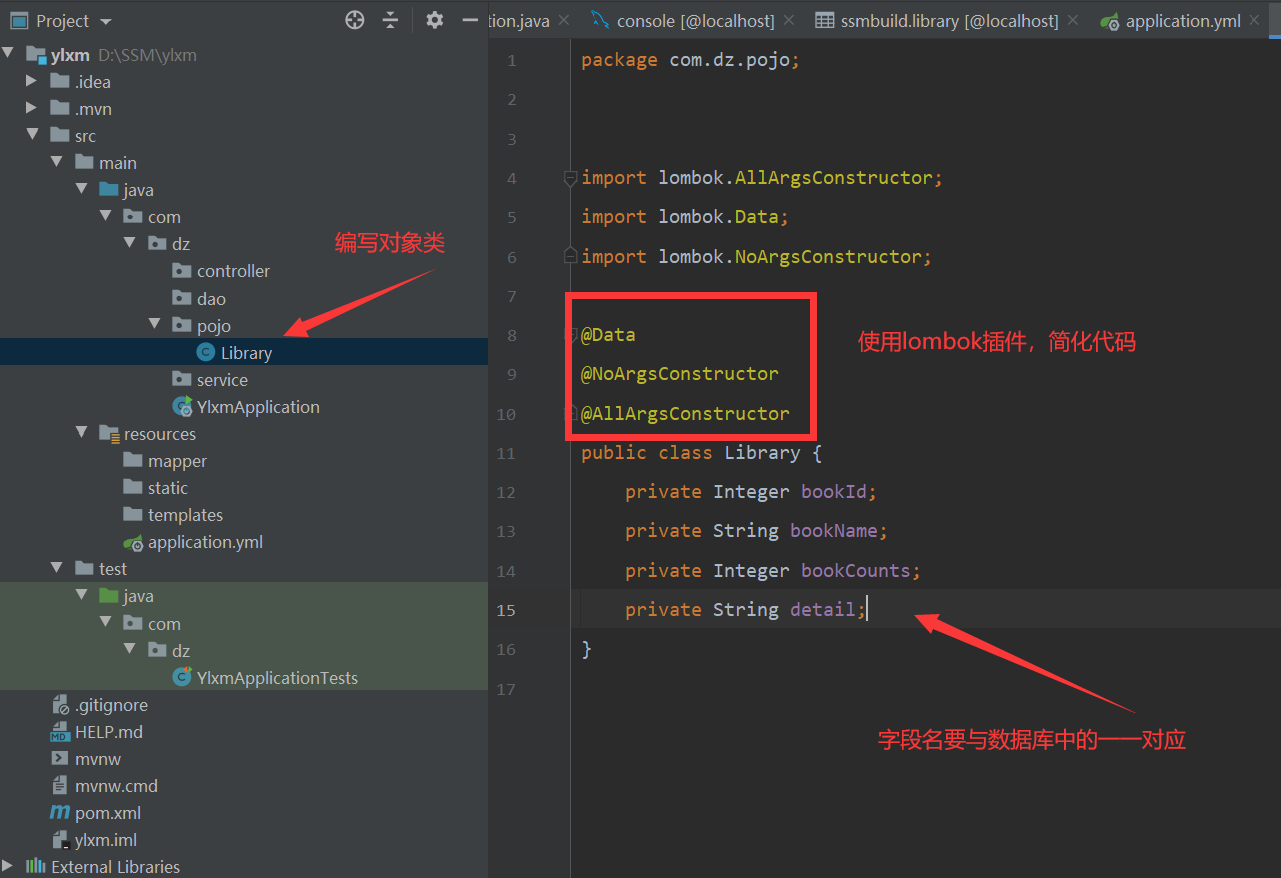 Project
tion.java
console [@localhost]
ssmbuild.library [@localhost]
application.yml
ylxm D:\SSM\ylxm
.idea
.mvn
src
main
java
com
dz
controller
dao
pojo
Library
service
YlxmApplication
resources
mapper
static
templates
application.yml
test
java
com
dz
YlxmApplicationTests
.gitignore
HELP.md
mvnw
mvnw.cmd
pom.xml
ylxm.iml
External Libraries
编写对象类
1 package com.dz.pojo;
2
3
4 import lombok.AllArgsConstructor;
5 import lombok.Data;
6 import lombok.NoArgsConstructor;
7
8 @Data
9 @NoArgsConstructor
10 @AllArgsConstructor
11 public class Library {
12 private Integer bookId;
13 private String bookName;
14 private Integer bookCounts;
15 private String detail;
16 }
17
使用lombok插件，简化代码
字段名要与数据库中的一一对应